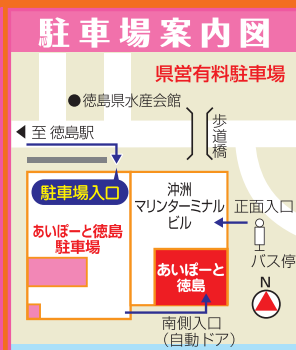 駐車場案内図
県営有料駐車場
徳島県水産会館
歩道橋
至 徳島駅
駐車場入口
沖洲
マリンターミナル
ビル
正面入口
あいぽーと徳島
駐車場
バス停
あいぽーと
徳島
N
南側入口
(自動ドア)